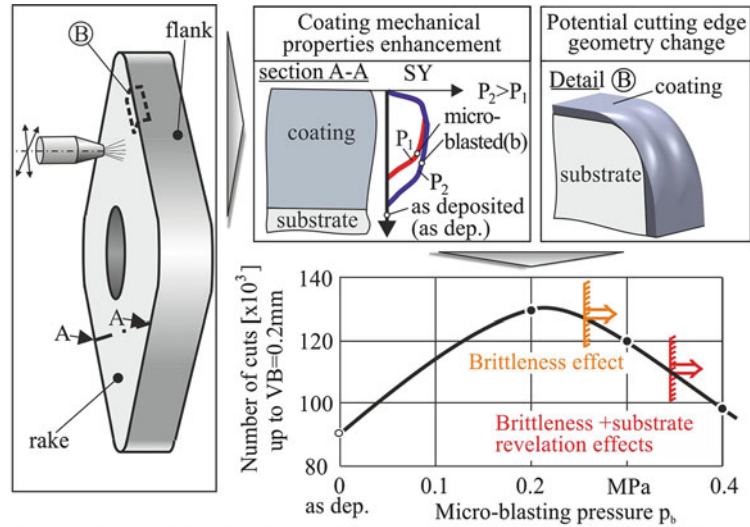 B
flank
A
A
rake
Coating mechanical
properties enhancement
section A-A
SY
P₂>P₁
coating
micro-
blasted(b)
P₁
P₂
substrate
as deposited
(as dep.)
Potential cutting edge
geometry change
Detail B
coating
substrate
Number of cuts [x10³]
up to VB=0.2mm
140
120
100
80
Brittleness effect
Brittleness +substrate
revelation effects
0
0.1
0.2
MPa
0.4
as dep.
Micro-blasting pressure p_b